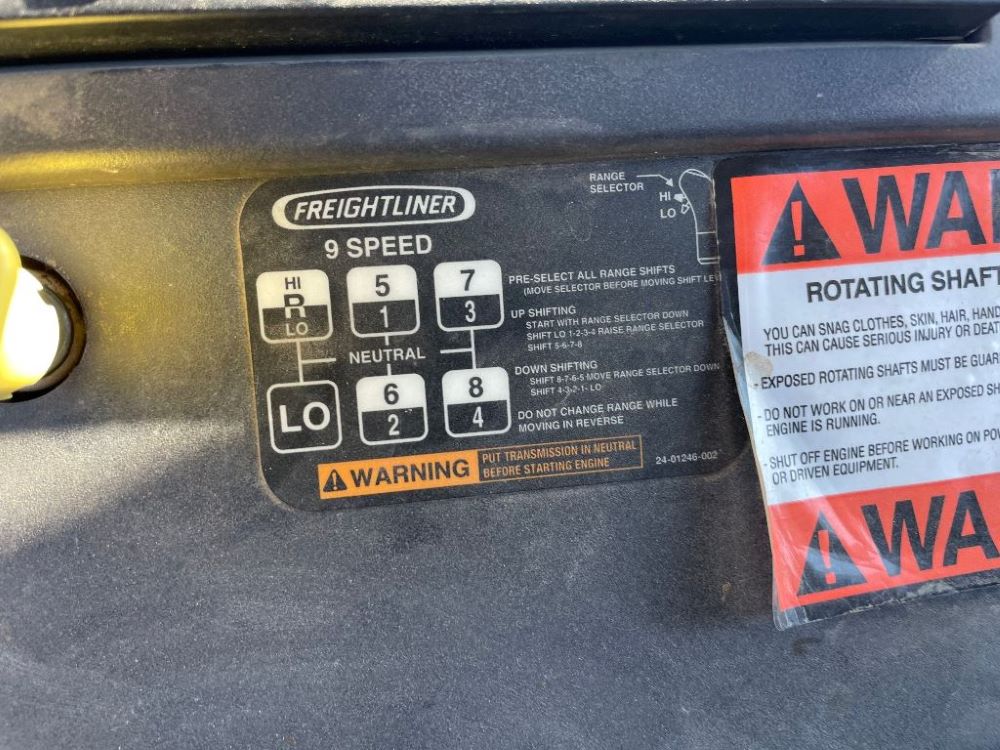 FREIGHTLINER
9 SPEED
HI
R
LO
5
1
7
3
NEUTRAL
LO
6
2
8
4
RANGE
SELECTOR
HI
LO
PRE-SELECT ALL RANGE SHIFTS
(MOVE SELECTOR BEFORE MOVING SHIFT LEV
UP SHIFTING
START WITH RANGE SELECTOR DOWN
SHIFT LO 1-2-3-4 RAISE RANGE SELECTOR
SHIFT 5-6-7-8
DOWN SHIFTING
SHIFT 8-7-6-5 MOVE RANGE SELECTOR DOWN
SHIFT 4-3-2-1- LO
DO NOT CHANGE RANGE WHILE
MOVING IN REVERSE
WARNING
PUT TRANSMISSION IN NEUTRAL
BEFORE STARTING ENGINE
24-01246-002
WA
ROTATING SHAFT
YOU CAN SNAG CLOTHES, SKIN, HAIR, HAND
THIS CAN CAUSE SERIOUS INJURY OR DEAT
- EXPOSED ROTATING SHAFTS MUST BE GUAR
- DO NOT WORK ON OR NEAR AN EXPOSED SH
ENGINE IS RUNNING.
- SHUT OFF ENGINE BEFORE WORKING ON PO
OR DRIVEN EQUIPMENT.
WA